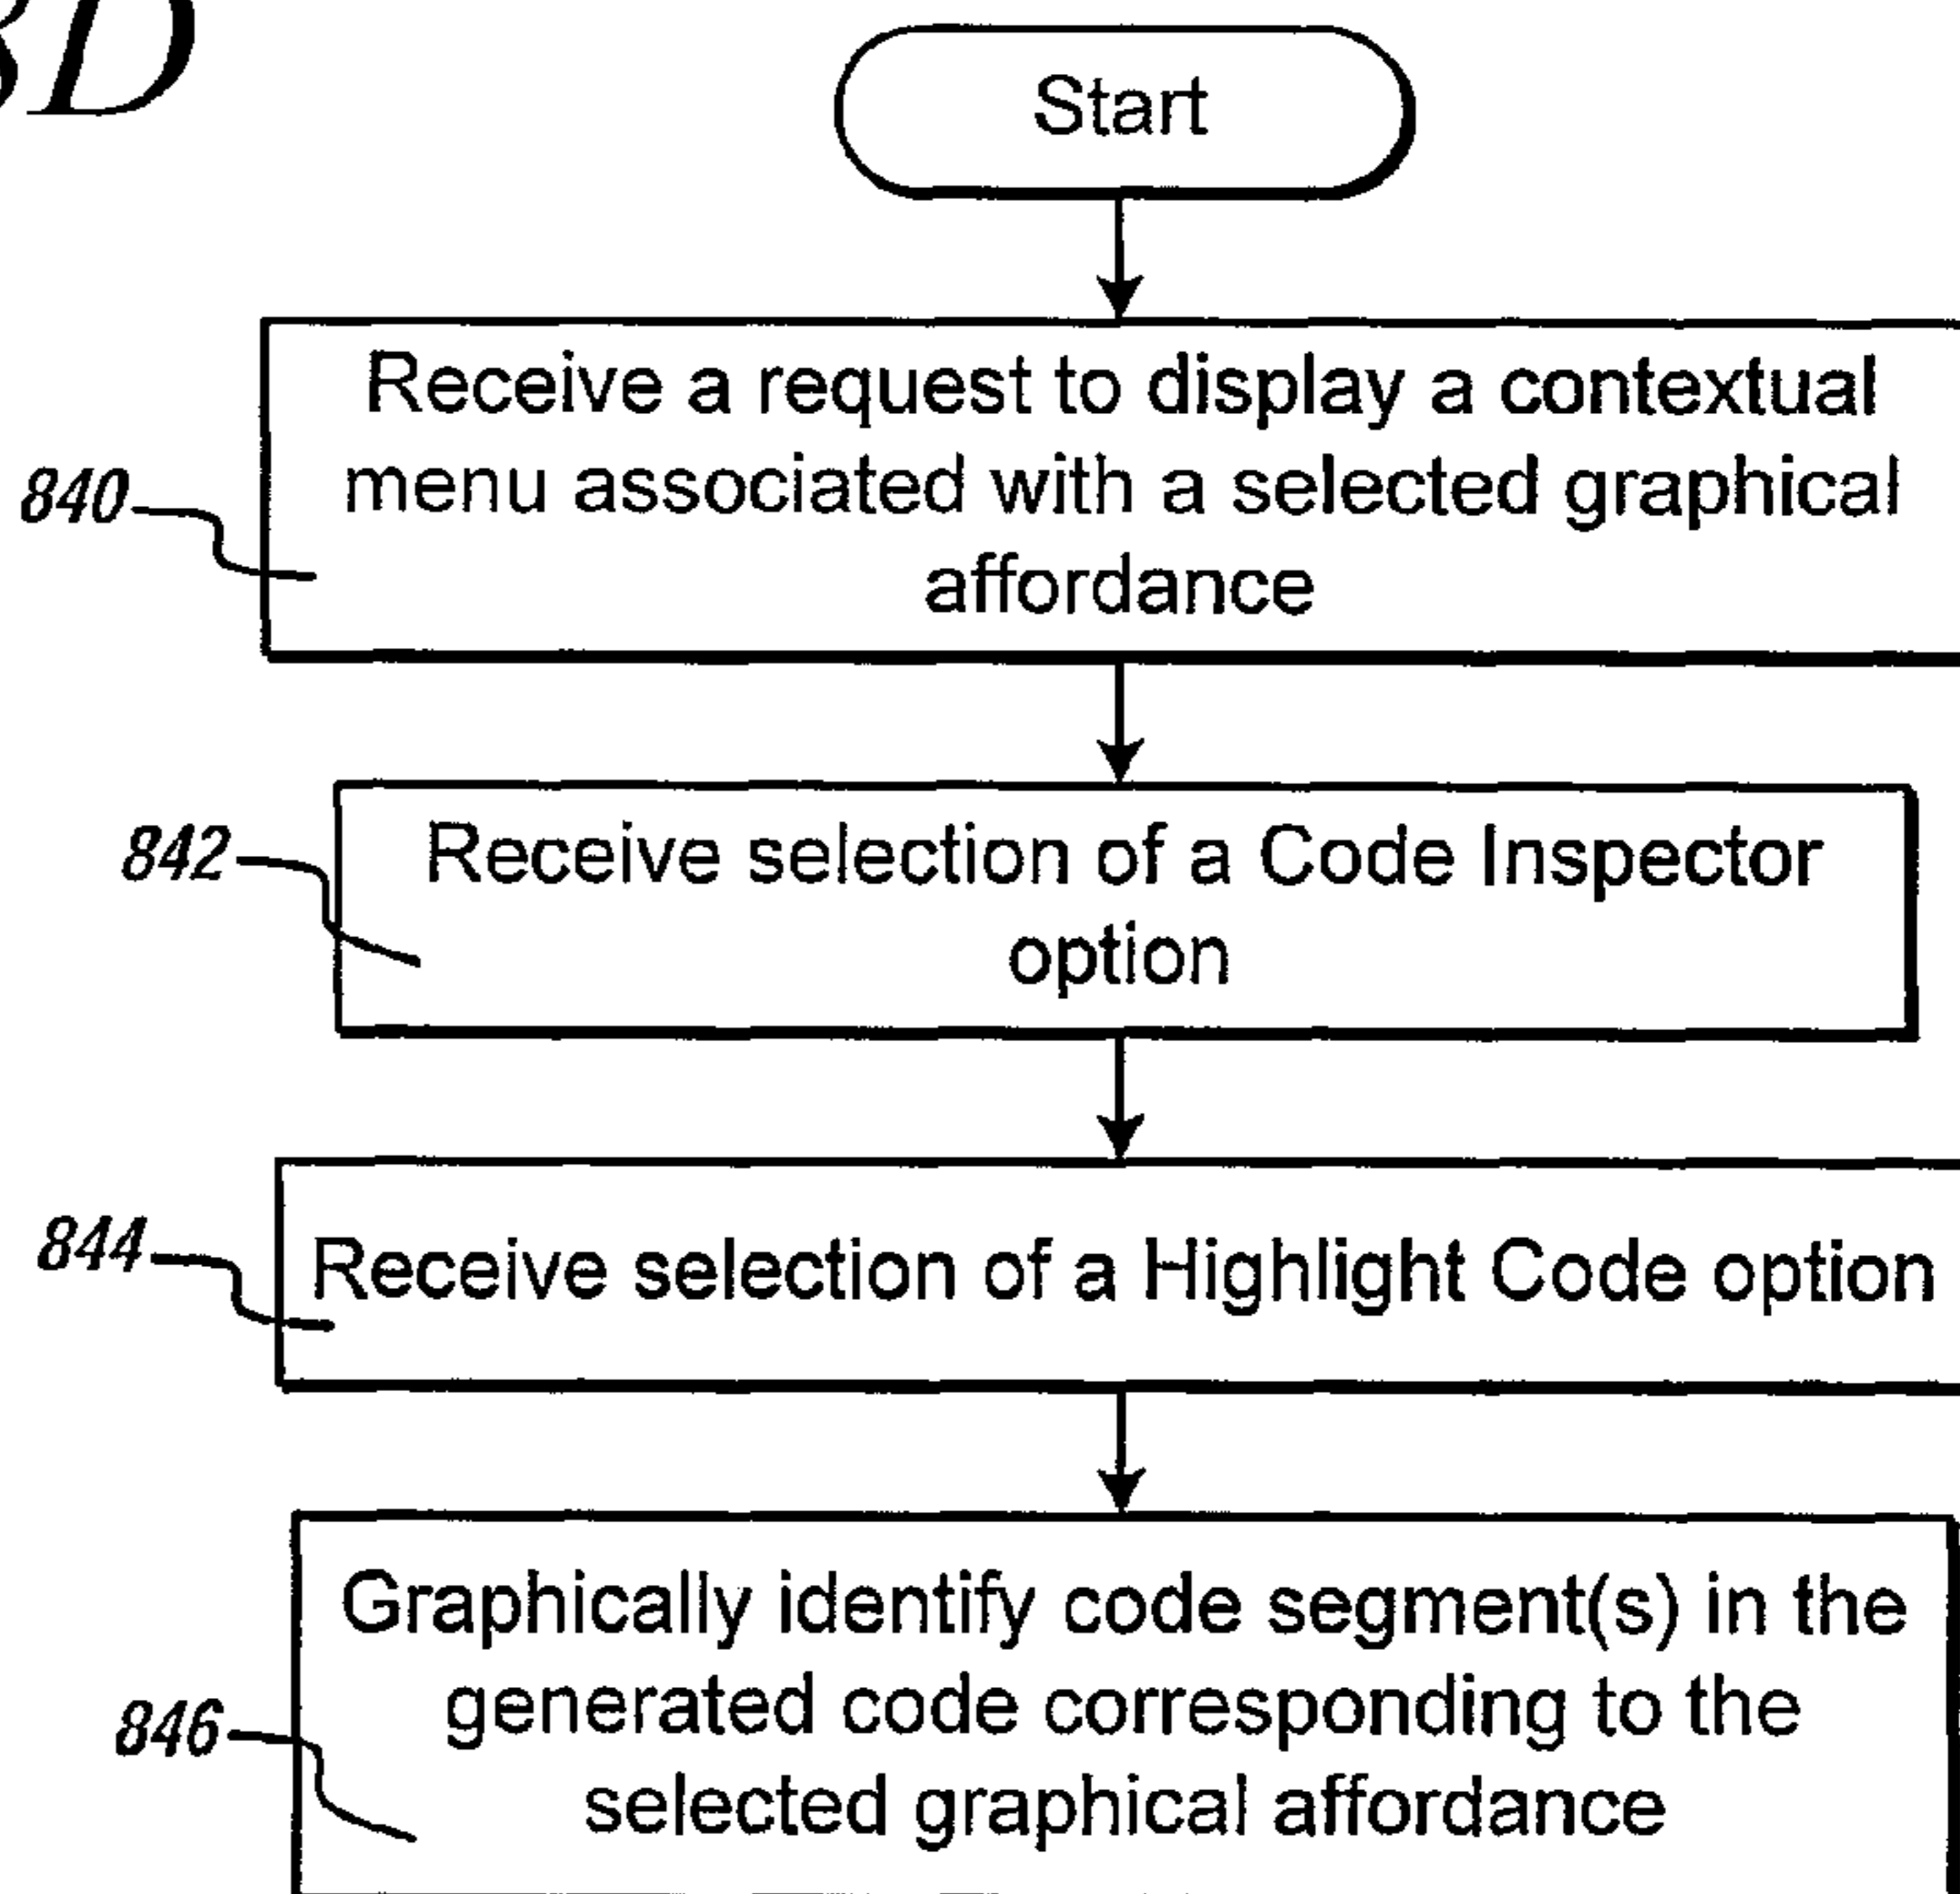 8D
Start
Receive a request to display a contextual
menu associated with a selected graphical
affordance
840
Receive selection of a Code Inspector
option
842
Receive selection of a Highlight Code option
844
Graphically identify code segment(s) in the
generated code corresponding to the
selected graphical affordance
846